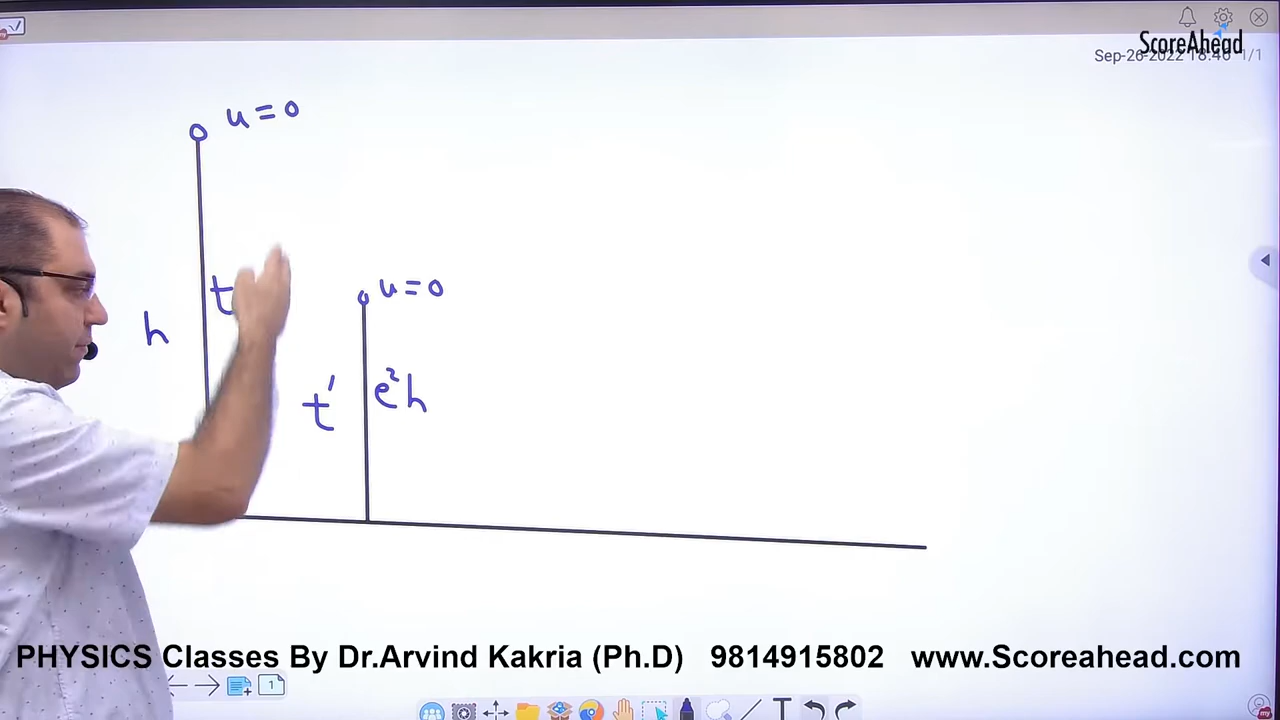 ScoreAhead
Sep-26-2022 18:46 1/1
u=0
t
u=0
h
t'
e²h
PHYSICS Classes By Dr.Arvind Kakria (Ph.D) 9814915802 www.Scoreahead.com
1
T